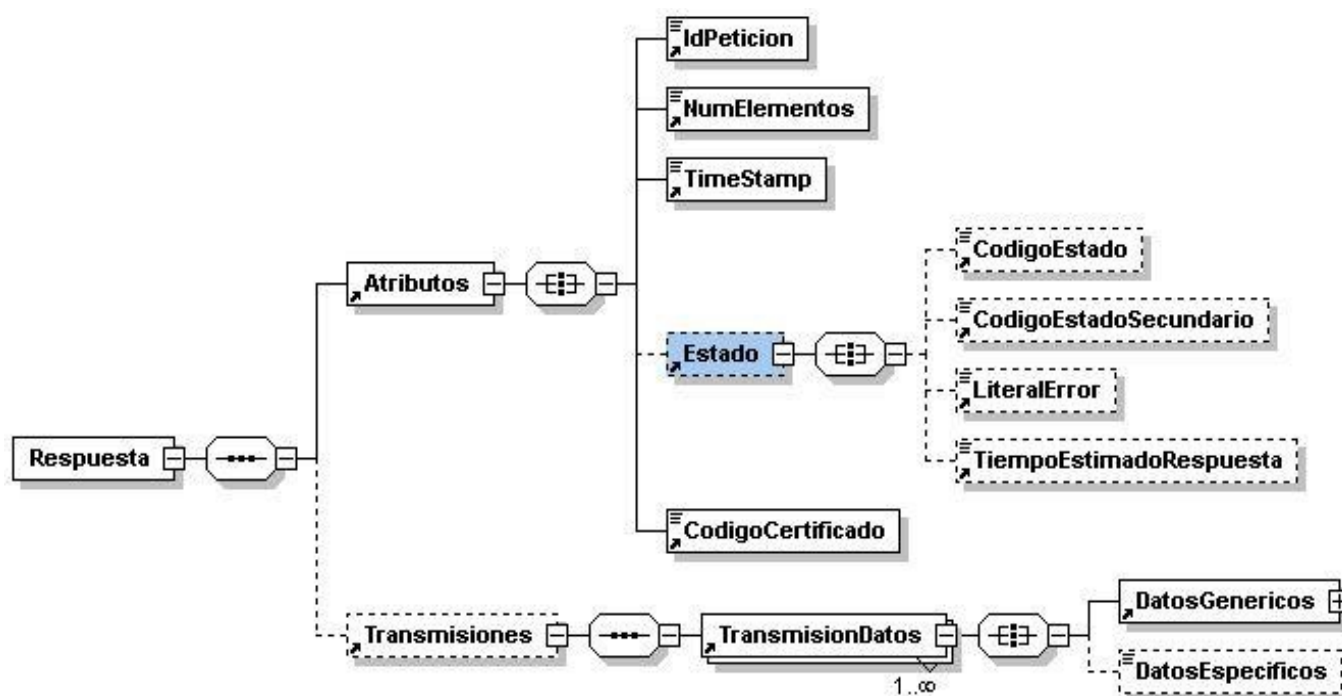 IdPeticion
NumElementos
TimeStamp
CodigoEstado
Atributos
CodigoEstadoSecundario
Estado
LiteralError
Respuesta
TiempoEstimadoRespuesta
CodigoCertificado
DatosGenericos
Transmisiones
TransmisionDatos
DatosEspecificos
1..∞